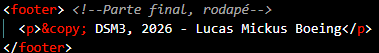 <footer> <!--Parte final, rodapé-->
<p>&copy; DSM3, 2026 - Lucas Mickus Boeing</p>
</footer>